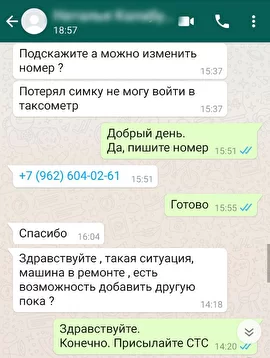 18:57
Подскажите а можно изменить
номер ?
15:37
Потерял симку не могу войти в
таксометр
15:37
Добрый день.
Да, пишите номер 15:51
+7 (962) 604-02-61 15:51
Готово 15:55
Спасибо 16:04
Здравствуйте , такая ситуация,
машина в ремонте , есть
возможность добавить другую
пока ?
14:18
Здравствуйте.
Конечно. Присылайте СТС 14:20